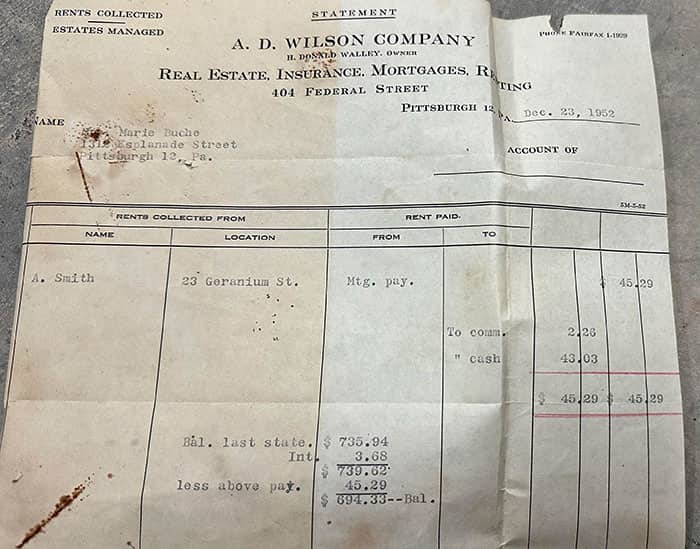 RENTS COLLECTED
ESTATES MANAGED
STATEMENT
PHONE FAIRFAX 1-1929
A. D. WILSON COMPANY
H. DONALD WALLEY, OWNER
REAL ESTATE, INSURANCE, MORTGAGES, RENTING
404 FEDERAL STREET
PITTSBURGH 12, PA. Dec. 23, 1952
NAME
Marie Buche
1312 Esplanade Street
Pittsburgh 12, Pa.
ACCOUNT OF
5M-5-52
RENTS COLLECTED FROM RENT PAID
NAME LOCATION FROM TO
A. Smith 23 Geranium St. Mtg. pay. $ 45.29
To comm. 2.26
" cash 43.03
$ 45.29 $ 45.29
Bal. last state. $ 735.94
Int. 3.68
$ 739.62
less above pay. 45.29
$ 694.33--Bal.